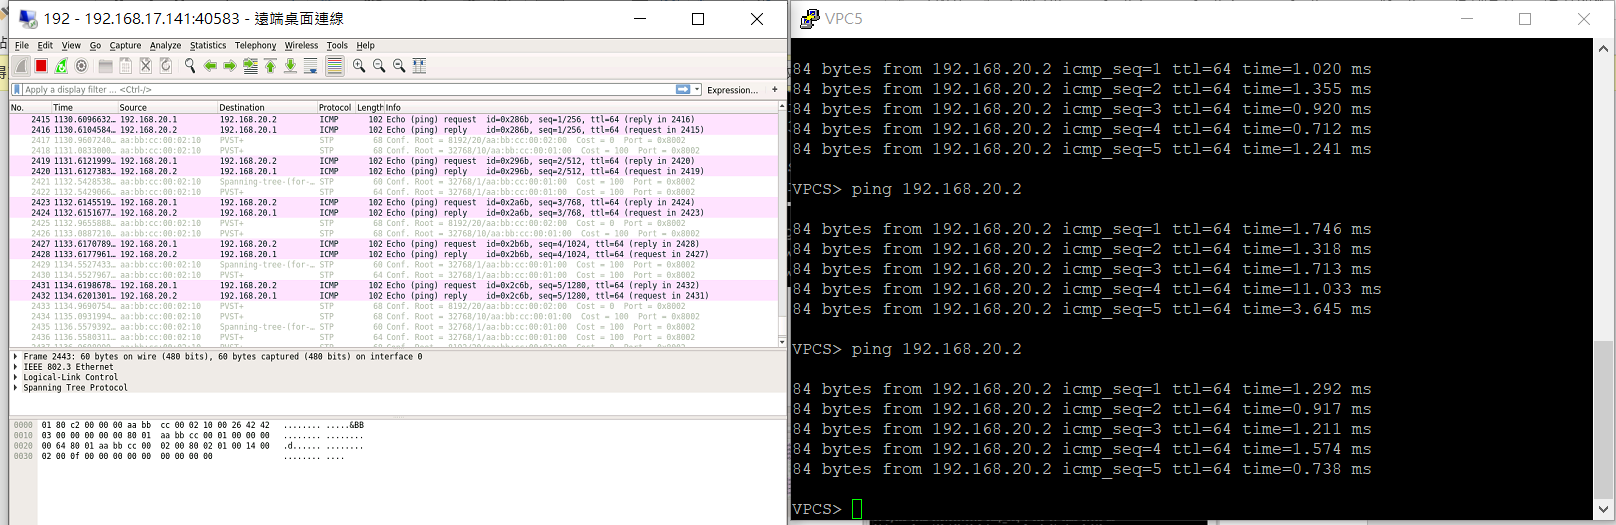 192 - 192.168.17.141:40583 - 遠端桌面連線
File Edit View Go Capture Analyze Statistics Telephony Wireless Tools Help
Apply a display filter ... <Ctrl-/> Expression... +
No. Time Source Destination Protocol Length Info
2415 1130.6096632... 192.168.20.1 192.168.20.2 ICMP 102 Echo (ping) request id=0x286b, seq=1/256, ttl=64 (reply in 2416)
2416 1130.6104584... 192.168.20.2 192.168.20.1 ICMP 102 Echo (ping) reply id=0x286b, seq=1/256, ttl=64 (request in 2415)
2417 1130.9607240... aa:bb:cc:00:02:10 PVST+ STP 68 Conf. Root = 8192/20/aa:bb:cc:00:02:00 Cost = 0 Port = 0x8002
2418 1131.0833000... aa:bb:cc:00:02:10 PVST+ STP 68 Conf. Root = 32768/10/aa:bb:cc:00:01:00 Cost = 100 Port = 0x8002
2419 1131.6121999... 192.168.20.1 192.168.20.2 ICMP 102 Echo (ping) request id=0x296b, seq=2/512, ttl=64 (reply in 2420)
2420 1131.6127383... 192.168.20.2 192.168.20.1 ICMP 102 Echo (ping) reply id=0x296b, seq=2/512, ttl=64 (request in 2419)
2421 1132.5428538... aa:bb:cc:00:02:10 Spanning-tree-(for-... STP 60 Conf. Root = 32768/1/aa:bb:cc:00:01:00 Cost = 100 Port = 0x8002
2422 1132.5429066... aa:bb:cc:00:02:10 PVST+ STP 64 Conf. Root = 32768/1/aa:bb:cc:00:01:00 Cost = 100 Port = 0x8002
2423 1132.6145519... 192.168.20.1 192.168.20.2 ICMP 102 Echo (ping) request id=0x2a6b, seq=3/768, ttl=64 (reply in 2424)
2424 1132.6151677... 192.168.20.2 192.168.20.1 ICMP 102 Echo (ping) reply id=0x2a6b, seq=3/768, ttl=64 (request in 2423)
2425 1132.9655888... aa:bb:cc:00:02:10 PVST+ STP 68 Conf. Root = 8192/20/aa:bb:cc:00:02:00 Cost = 0 Port = 0x8002
2426 1133.0887210... aa:bb:cc:00:02:10 PVST+ STP 68 Conf. Root = 32768/10/aa:bb:cc:00:01:00 Cost = 100 Port = 0x8002
2427 1133.6170789... 192.168.20.1 192.168.20.2 ICMP 102 Echo (ping) request id=0x2b6b, seq=4/1024, ttl=64 (reply in 2428)
2428 1133.6177961... 192.168.20.2 192.168.20.1 ICMP 102 Echo (ping) reply id=0x2b6b, seq=4/1024, ttl=64 (request in 2427)
2429 1134.5527433... aa:bb:cc:00:02:10 Spanning-tree-(for-... STP 60 Conf. Root = 32768/1/aa:bb:cc:00:01:00 Cost = 100 Port = 0x8002
2430 1134.5527967... aa:bb:cc:00:02:10 PVST+ STP 64 Conf. Root = 32768/1/aa:bb:cc:00:01:00 Cost = 100 Port = 0x8002
2431 1134.6198678... 192.168.20.1 192.168.20.2 ICMP 102 Echo (ping) request id=0x2c6b, seq=5/1280, ttl=64 (reply in 2432)
2432 1134.6201301... 192.168.20.2 192.168.20.1 ICMP 102 Echo (ping) reply id=0x2c6b, seq=5/1280, ttl=64 (request in 2431)
2433 1134.9690754... aa:bb:cc:00:02:10 PVST+ STP 68 Conf. Root = 8192/20/aa:bb:cc:00:02:00 Cost = 0 Port = 0x8002
2434 1135.0931994... aa:bb:cc:00:02:10 PVST+ STP 68 Conf. Root = 32768/10/aa:bb:cc:00:01:00 Cost = 100 Port = 0x8002
2435 1136.5579392... aa:bb:cc:00:02:10 Spanning-tree-(for-... STP 60 Conf. Root = 32768/1/aa:bb:cc:00:01:00 Cost = 100 Port = 0x8002
2436 1136.5580311... aa:bb:cc:00:02:10 PVST+ STP 64 Conf. Root = 32768/1/aa:bb:cc:00:01:00 Cost = 100 Port = 0x8002
Frame 2443: 60 bytes on wire (480 bits), 60 bytes captured (480 bits) on interface 0
IEEE 802.3 Ethernet
Logical-Link Control
Spanning Tree Protocol
0000 01 80 c2 00 00 00 aa bb cc 00 02 10 00 26 42 42 ........ .....&BB
0010 03 00 00 00 00 00 80 01 aa bb cc 00 01 00 00 00 ........ ........
0020 00 64 80 01 aa bb cc 00 02 00 80 02 01 00 14 00 .d...... ........
0030 02 00 0f 00 00 00 00 00 00 00 00 00 ........ ....
VPC5
84 bytes from 192.168.20.2 icmp_seq=1 ttl=64 time=1.020 ms
84 bytes from 192.168.20.2 icmp_seq=2 ttl=64 time=1.355 ms
84 bytes from 192.168.20.2 icmp_seq=3 ttl=64 time=0.920 ms
84 bytes from 192.168.20.2 icmp_seq=4 ttl=64 time=0.712 ms
84 bytes from 192.168.20.2 icmp_seq=5 ttl=64 time=1.241 ms
VPCS> ping 192.168.20.2
84 bytes from 192.168.20.2 icmp_seq=1 ttl=64 time=1.746 ms
84 bytes from 192.168.20.2 icmp_seq=2 ttl=64 time=1.318 ms
84 bytes from 192.168.20.2 icmp_seq=3 ttl=64 time=1.713 ms
84 bytes from 192.168.20.2 icmp_seq=4 ttl=64 time=11.033 ms
84 bytes from 192.168.20.2 icmp_seq=5 ttl=64 time=3.645 ms
VPCS> ping 192.168.20.2
84 bytes from 192.168.20.2 icmp_seq=1 ttl=64 time=1.292 ms
84 bytes from 192.168.20.2 icmp_seq=2 ttl=64 time=0.917 ms
84 bytes from 192.168.20.2 icmp_seq=3 ttl=64 time=1.211 ms
84 bytes from 192.168.20.2 icmp_seq=4 ttl=64 time=1.574 ms
84 bytes from 192.168.20.2 icmp_seq=5 ttl=64 time=0.738 ms
VPCS>